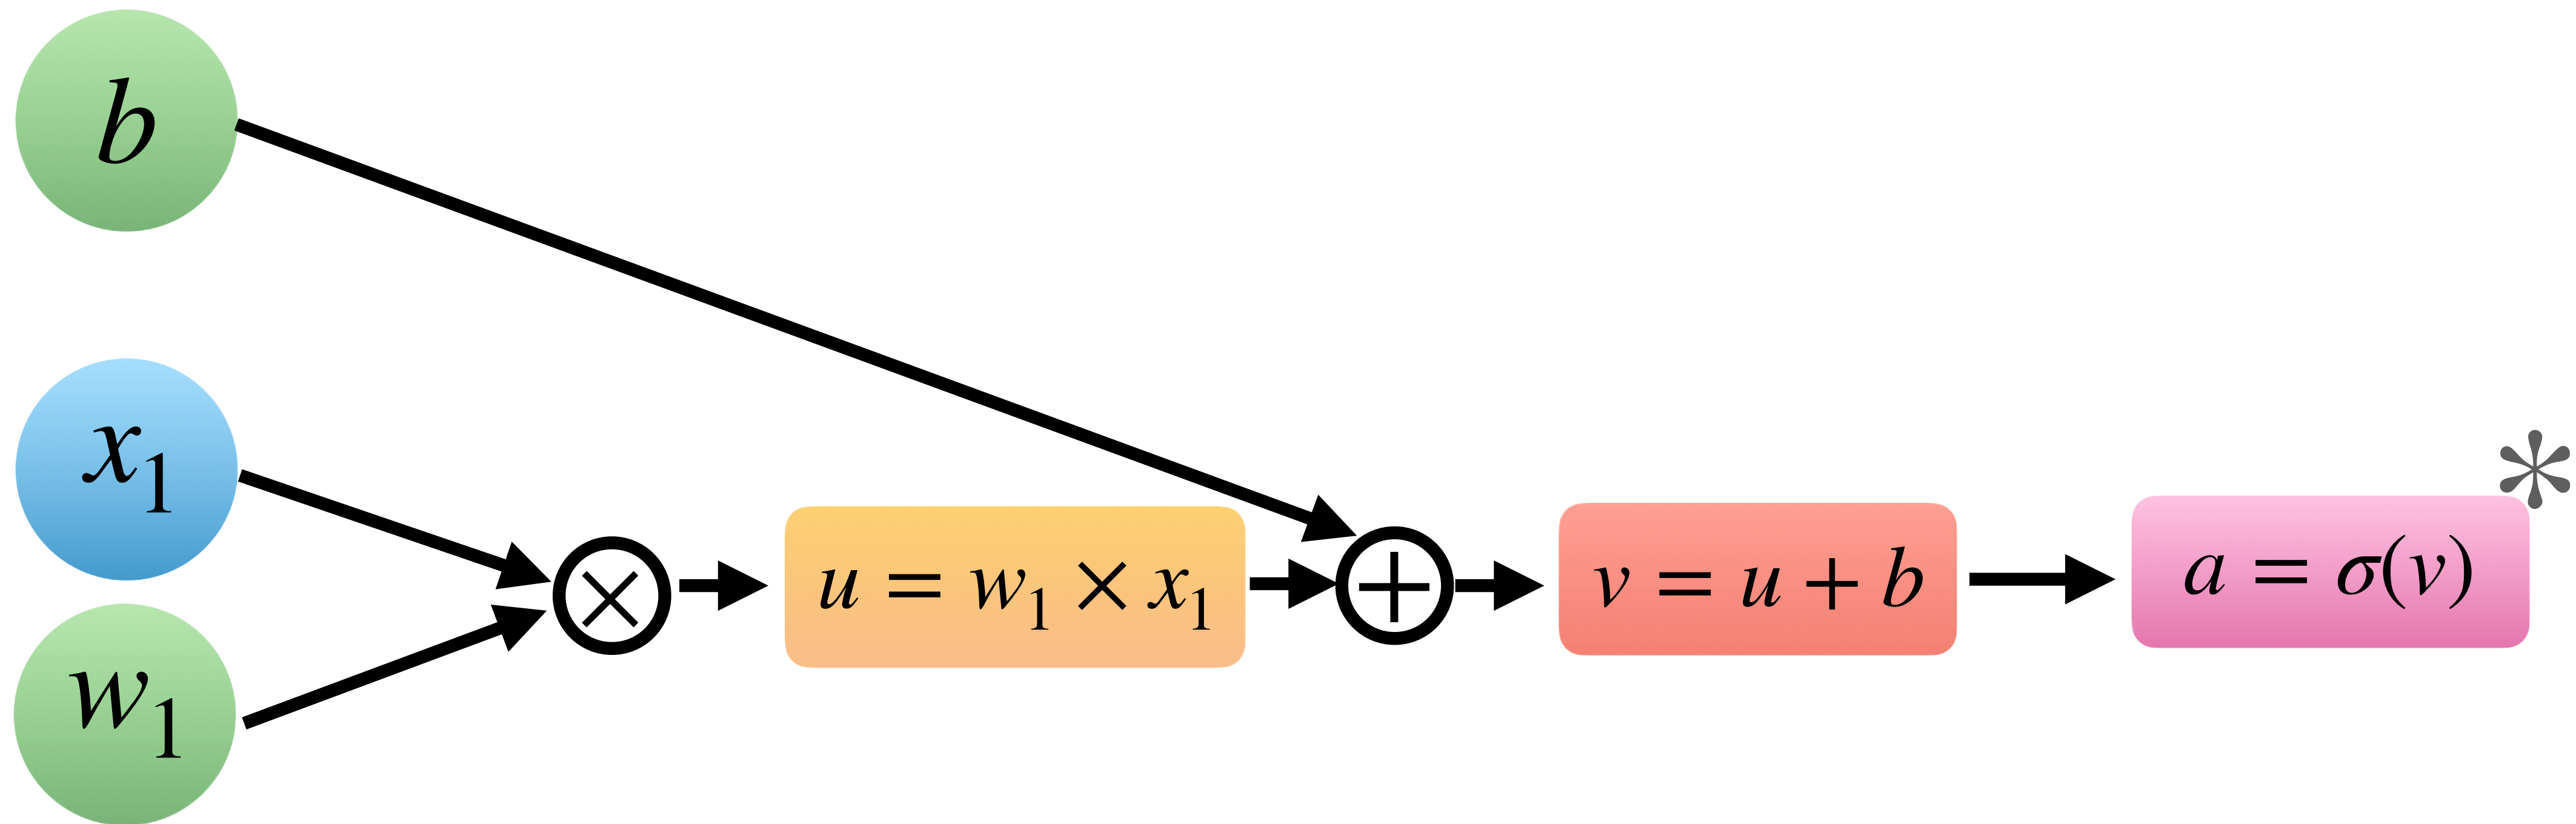 b
x₁
w₁
⊗
u = w₁ × x₁
⊕
v = u + b
a = σ(v)
*